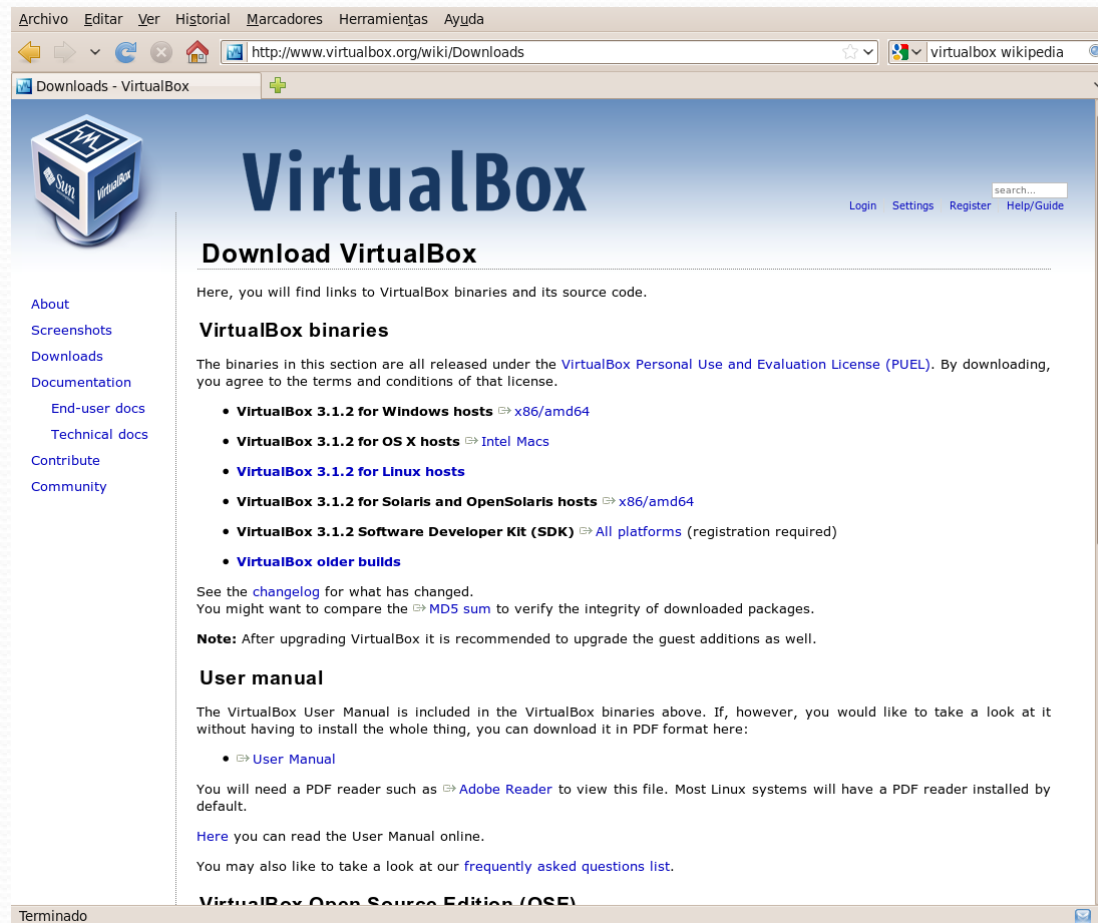 Archivo Editar Ver Historial Marcadores Herramientas Ayuda
http://www.virtualbox.org/wiki/Downloads
virtualbox wikipedia
Downloads - VirtualBox
Sun
VirtualBox
VirtualBox
search...
Login Settings Register Help/Guide
Download VirtualBox
Here, you will find links to VirtualBox binaries and its source code.
About
Screenshots
Downloads
Documentation
End-user docs
Technical docs
Contribute
Community
VirtualBox binaries
The binaries in this section are all released under the VirtualBox Personal Use and Evaluation License (PUEL). By downloading,
you agree to the terms and conditions of that license.
• VirtualBox 3.1.2 for Windows hosts x86/amd64
• VirtualBox 3.1.2 for OS X hosts Intel Macs
• VirtualBox 3.1.2 for Linux hosts
• VirtualBox 3.1.2 for Solaris and OpenSolaris hosts x86/amd64
• VirtualBox 3.1.2 Software Developer Kit (SDK) All platforms (registration required)
• VirtualBox older builds
See the changelog for what has changed.
You might want to compare the MD5 sum to verify the integrity of downloaded packages.
Note: After upgrading VirtualBox it is recommended to upgrade the guest additions as well.
User manual
The VirtualBox User Manual is included in the VirtualBox binaries above. If, however, you would like to take a look at it
without having to install the whole thing, you can download it in PDF format here:
• User Manual
You will need a PDF reader such as Adobe Reader to view this file. Most Linux systems will have a PDF reader installed by
default.
Here you can read the User Manual online.
You may also like to take a look at our frequently asked questions list.
VirtualBox Open Source Edition (OSE)
Terminado